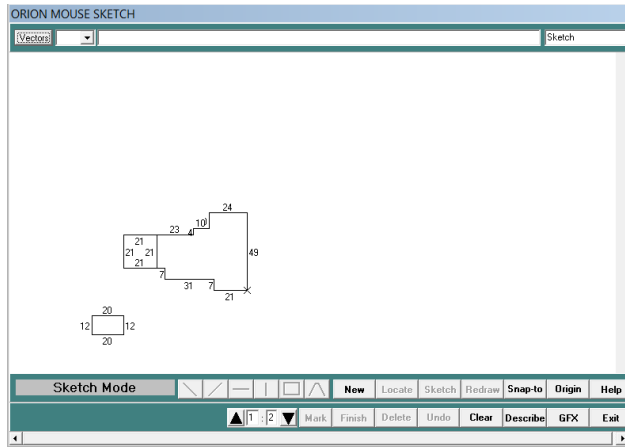 ORION MOUSE SKETCH
Vectors Sketch
24
10
23 4
21
21 21 49
21
7
31 7
21
20
12 12
20
Sketch Mode New Locate Sketch Redraw Snap-to Origin Help
1 : 2 Mark Finish Delete Undo Clear Describe GFX Exit